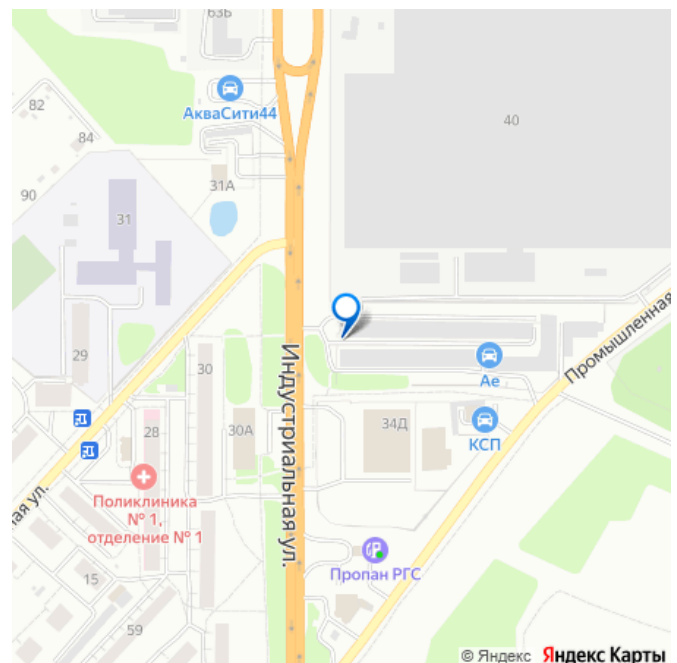 63Б
АкваСити44
82
84
40
90
31А
31
29
30
Индустриальная ул.
Промышленная
Ае
30А
34Д
КСП
28
Поликлиника
№ 1,
отделение № 1
ая ул.
Пропан РГС
15
59
© Яндекс Яндекс Карты